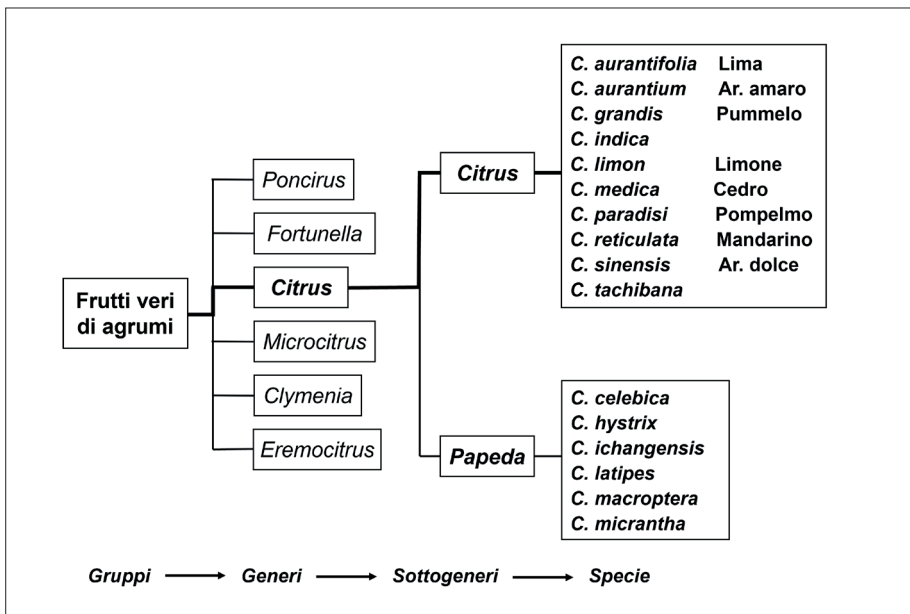 Frutti veri
di agrumi
Poncirus
Fortunella
Citrus
Microcitrus
Clymenia
Eremocitrus
Citrus
Papeda
C. aurantifolia Lima
C. aurantium Ar. amaro
C. grandis Pummelo
C. indica
C. limon Limone
C. medica Cedro
C. paradisi Pompelmo
C. reticulata Mandarino
C. sinensis Ar. dolce
C. tachibana
C. celebica
C. hystrix
C. ichangensis
C. latipes
C. macroptera
C. micrantha
Gruppi Generi Sottogeneri Specie